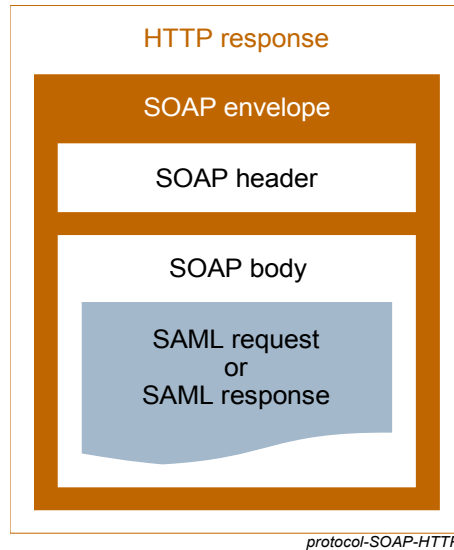 HTTP response
SOAP envelope
SOAP header
SOAP body
SAML request
or
SAML response
protocol-SOAP-HTTP